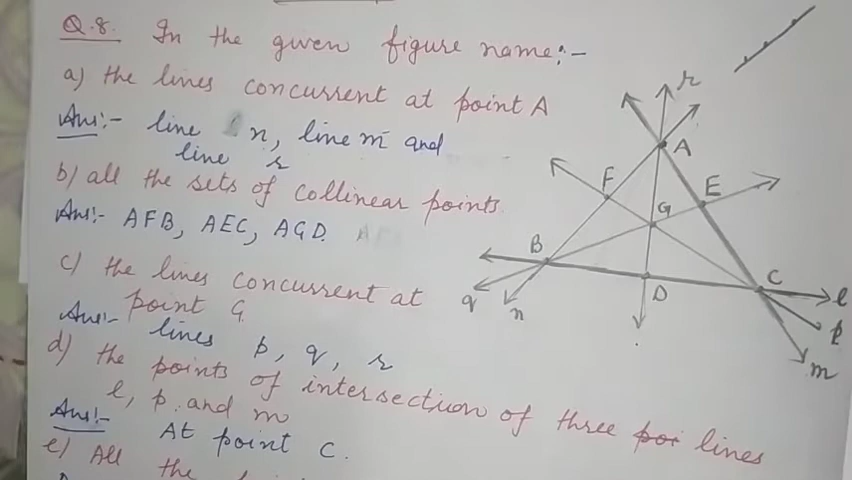 Q.8. In the given figure name:-
a) the lines concurrent at point A
Ans:- line n, line m and
line r
b) all the sets of collinear points.
Ans:- AFB, AEC, AGD.
c) the lines concurrent at
point G
Ans:- lines p, q, r
d) the points of intersection of three poi lines
l, p. and m
Ans:- At point C.
e) All the
r
A
F
E
G
B
D
C
q
n
l
p
m